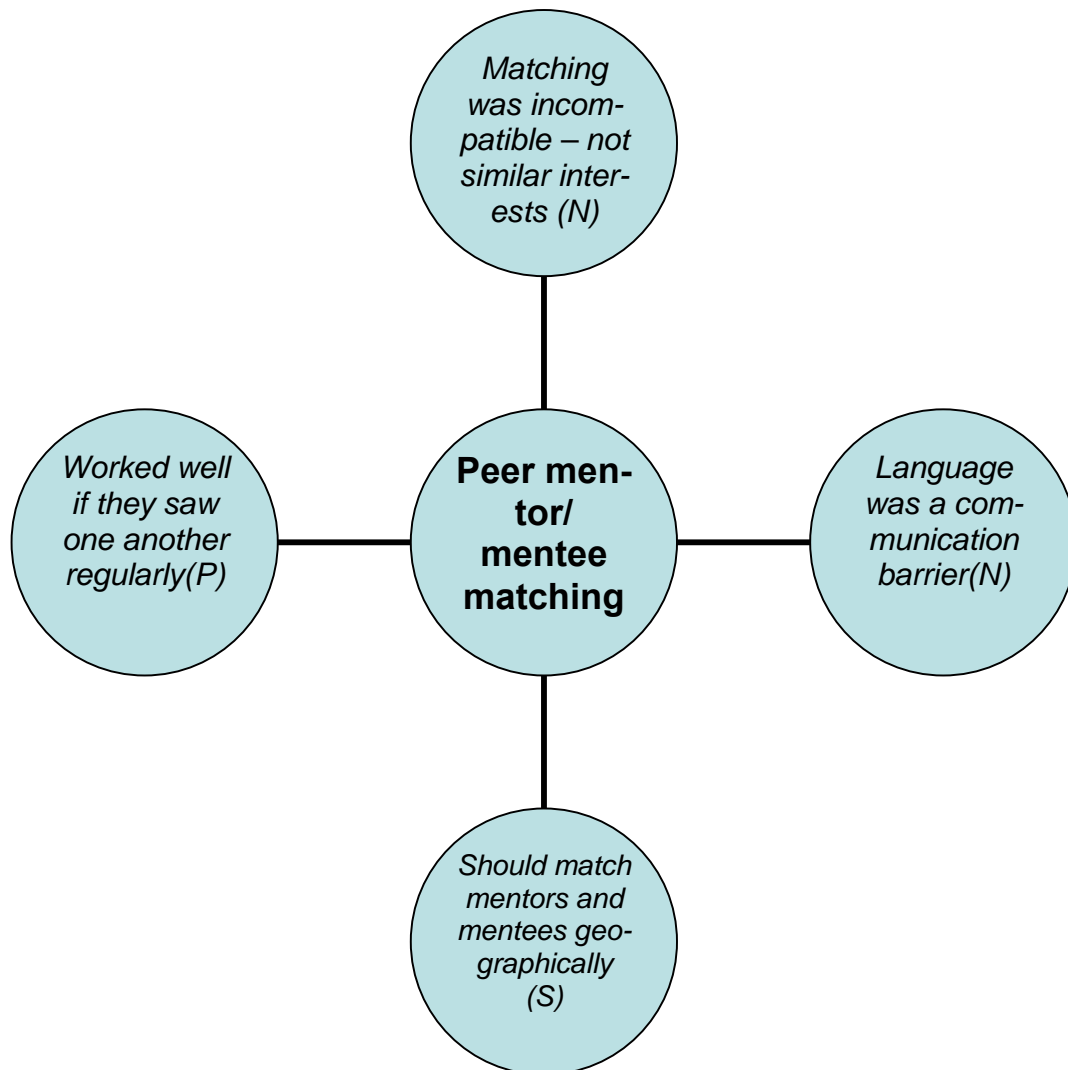 Matching
was incom-
patible – not
similar inter-
ests (N)
Worked well
if they saw
one another
regularly(P)
Peer men-
tor/
mentee
matching
Language
was a com-
munication
barrier(N)
Should match
mentors and
mentees geo-
graphically
(S)